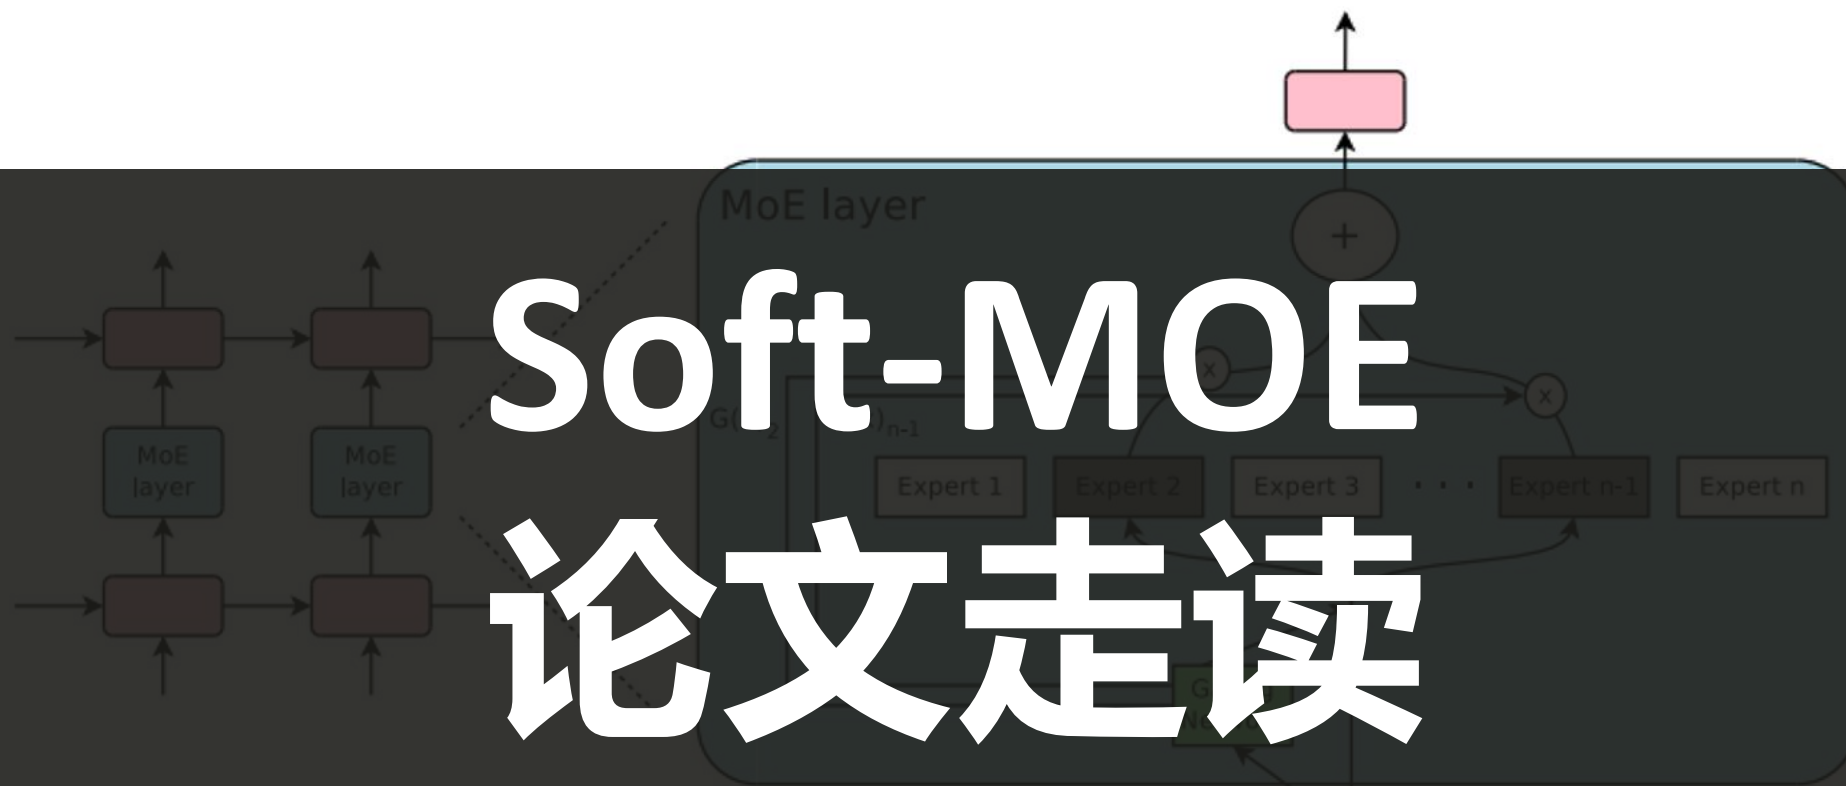 MoE layer
+
Soft-MOE
x
x
n-1
MoE layer
MoE layer
Expert 1
Expert 2
Expert 3
. . .
Expert n-1
Expert n
论文走读